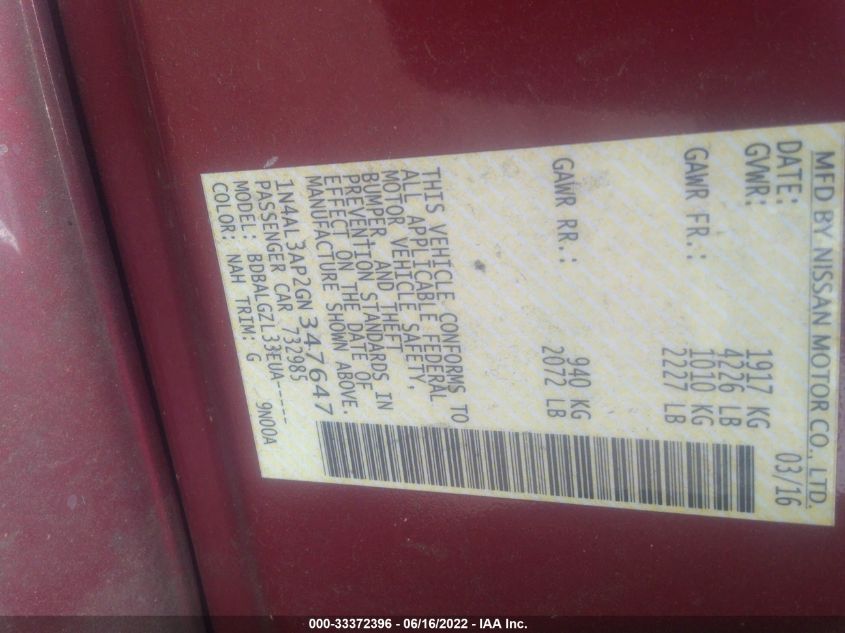 MFD BY NISSAN MOTOR CO., LTD.
DATE: 03/16
GVWR: 1917 KG
4226 LB
GAWR FR.: 1010 KG
2227 LB
GAWR RR.: 940 KG
2072 LB
THIS VEHICLE CONFORMS TO
ALL APPLICABLE FEDERAL
MOTOR VEHICLE SAFETY,
BUMPER, AND THEFT
PREVENTION STANDARDS IN
EFFECT ON THE DATE OF
MANUFACTURE SHOWN ABOVE.
1N4AL3AP2GN347647
PASSENGER CAR 732985
MODEL: BDBALGZL33EUA-----
COLOR: NAH TRIM: G 9N00A
000-33372396 - 06/16/2022 - IAA Inc.